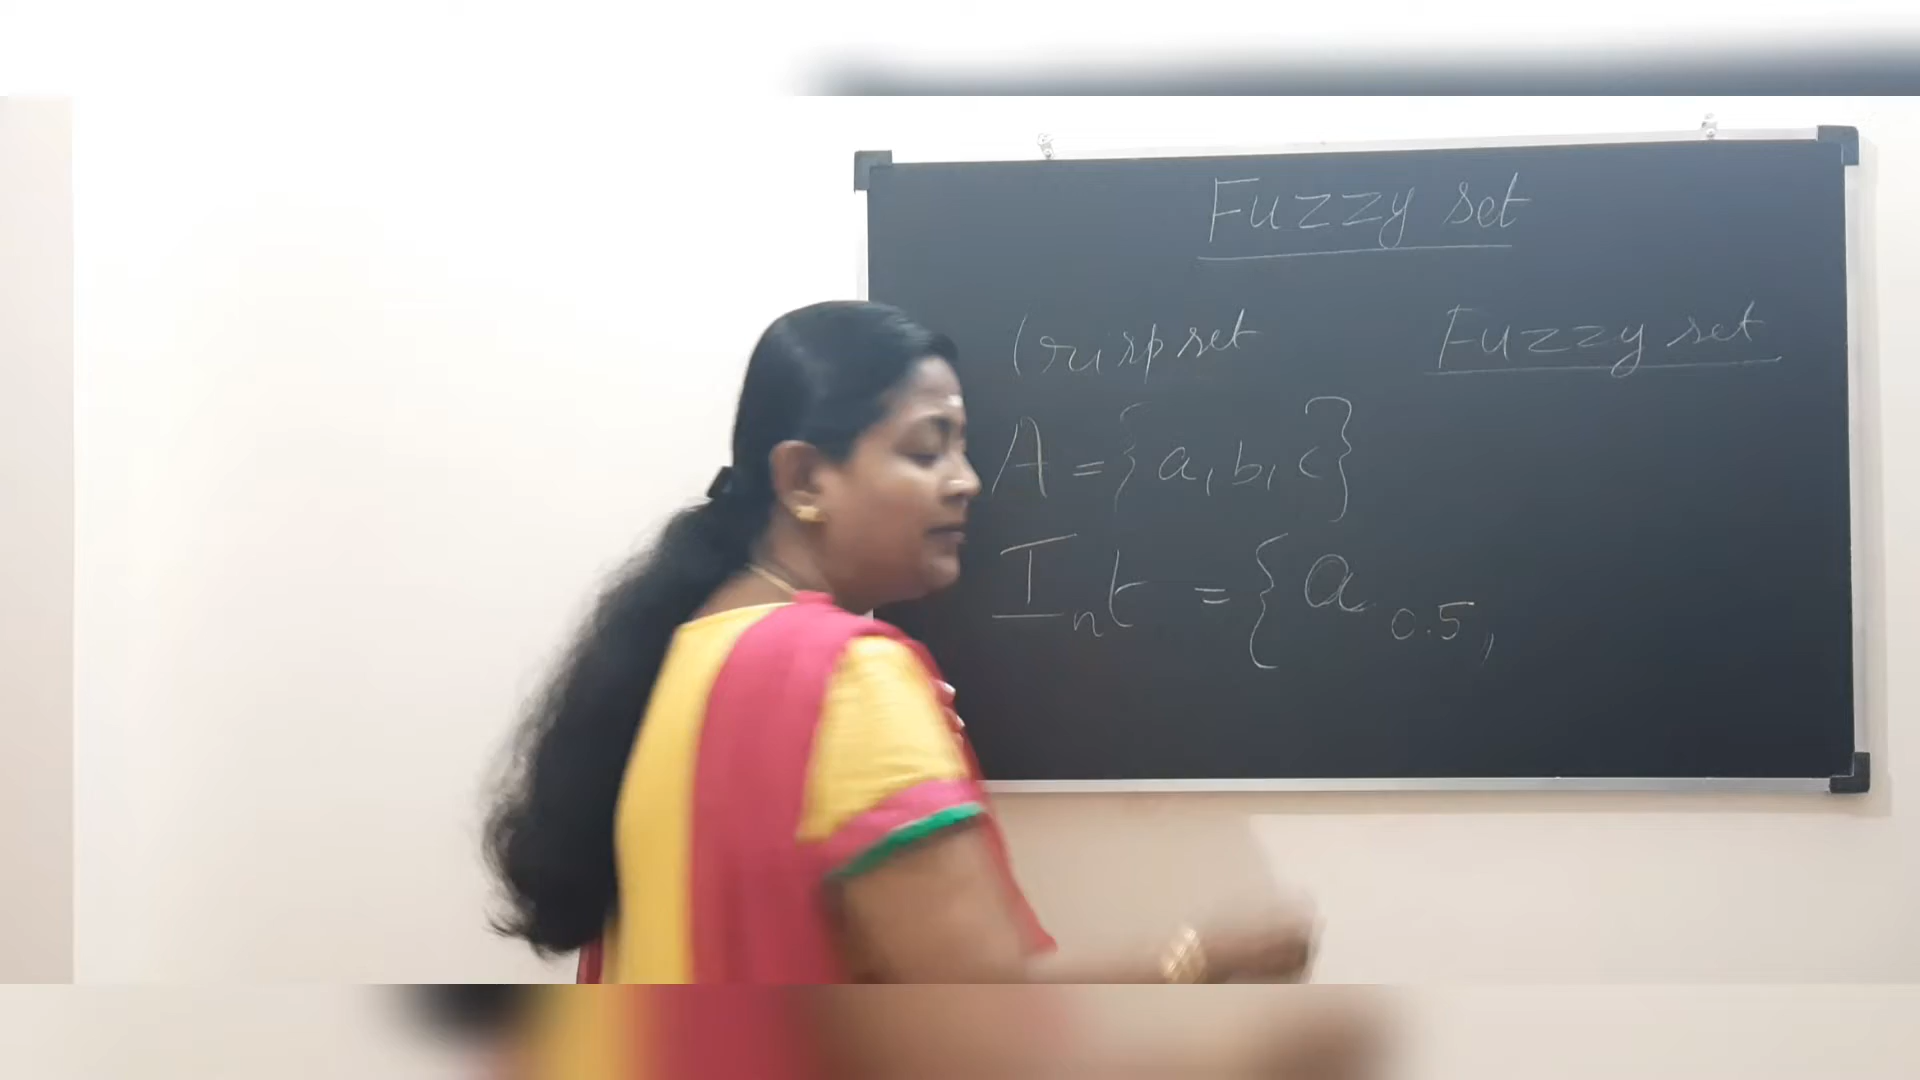 Fuzzy set
Crisp set
Fuzzy set
A = {a, b, c}
Int = {a 0.5,